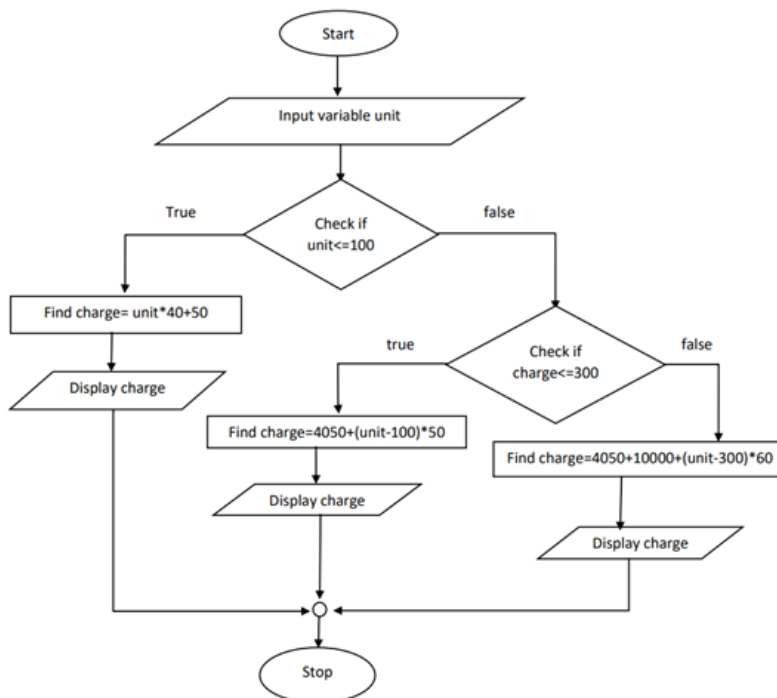 Start
Input variable unit
True
false
Check if
unit<=100
Find charge= unit*40+50
true
false
Check if
charge<=300
Display charge
Find charge=4050+(unit-100)*50
Find charge=4050+10000+(unit-300)*60
Display charge
Display charge
Stop